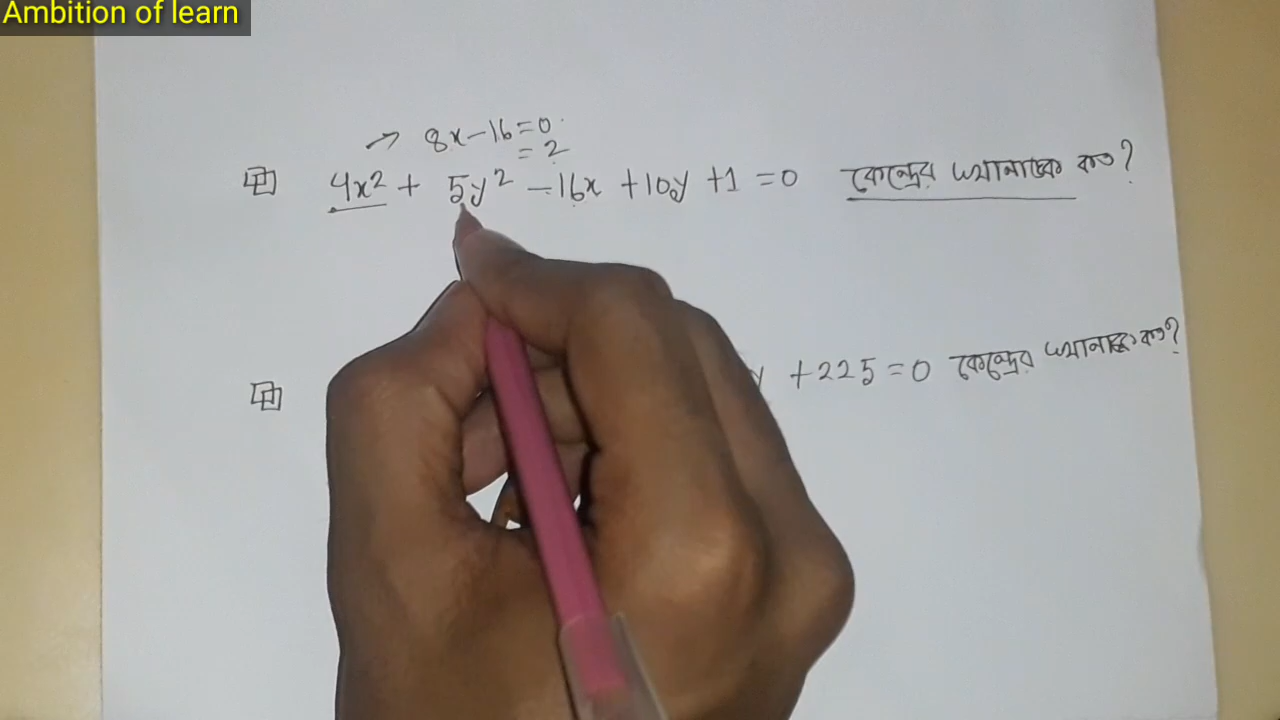 Ambition of learn
→ 8x-16=0
= 2
4x² + 5y² -16x +10y +1 =0 কেন্দ্রের স্থানাঙ্ক কত?
y +225=0 কেন্দ্রের স্থানাঙ্ক কত?